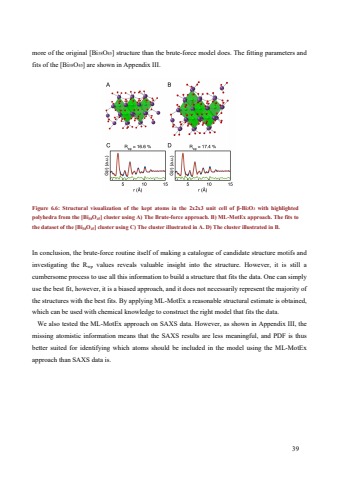 more of the original [Bi38O45] structure than the brute-force model does. The fitting parameters and
fits of the [Bi38O45] are shown in Appendix III.
A B
C Rwp = 16.6 % D Rwp = 17.4 %
G(r) (a.u.) G(r) (a.u.)
5 10 15 5 10 15
r (Å) r (Å)
Figure 6.6: Structural visualization of the kept atoms in the 2x2x3 unit cell of β-Bi2O3 with highlighted
polyhedra from the [Bi38O45] cluster using A) The Brute-force approach. B) ML-MotEx approach. The fits to
the dataset of the [Bi38O45] cluster using C) The cluster illustrated in A. D) The cluster illustrated in B.
In conclusion, the brute-force routine itself of making a catalogue of candidate structure motifs and
investigating the Rwp values reveals valuable insight into the structure. However, it is still a
cumbersome process to use all this information to build a structure that fits the data. One can simply
use the best fit, however, it is a biased approach, and it does not necessarily represent the majority of
the structures with the best fits. By applying ML-MotEx a reasonable structural estimate is obtained,
which can be used with chemical knowledge to construct the right model that fits the data.
We also tested the ML-MotEx approach on SAXS data. However, as shown in Appendix III, the
missing atomistic information means that the SAXS results are less meaningful, and PDF is thus
better suited for identifying which atoms should be included in the model using the ML-MotEx
approach than SAXS data is.
39